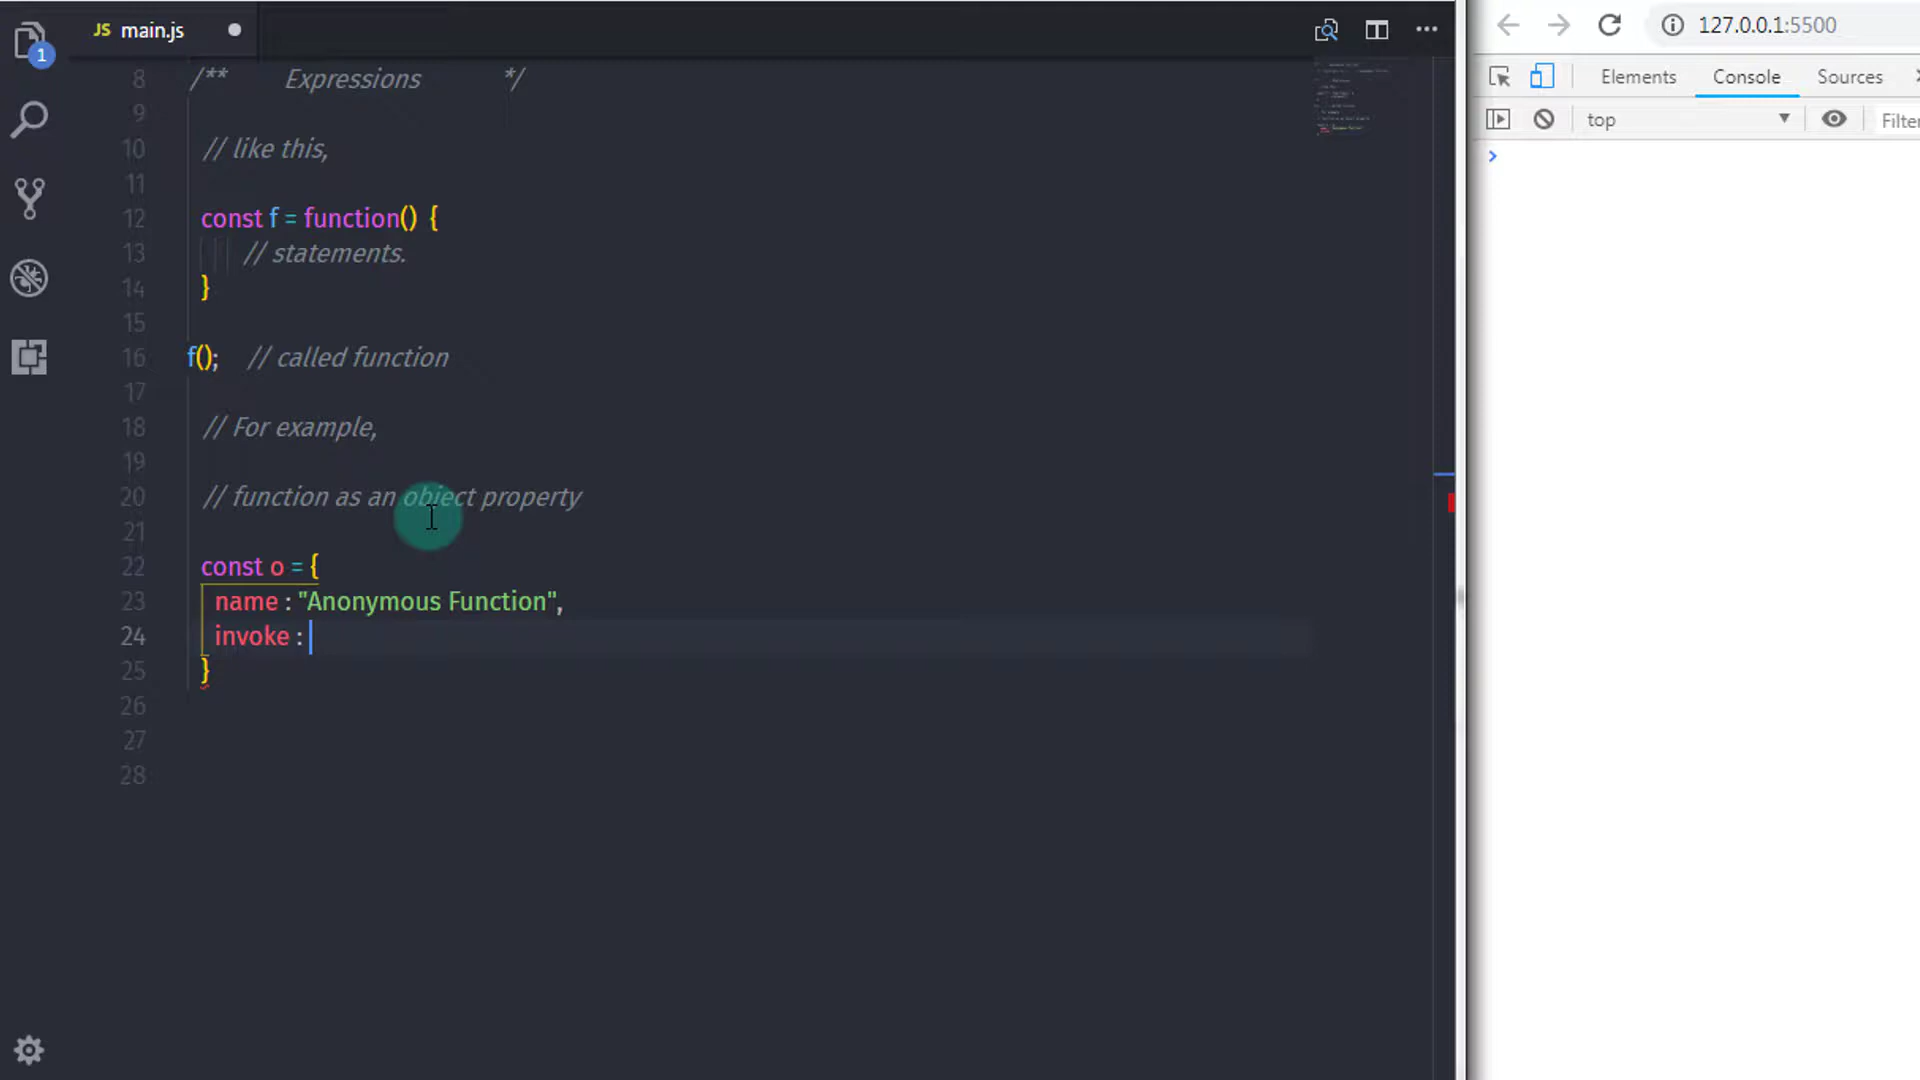 JS main.js
1
127.0.0.1:5500
Elements Console Sources
top
Filter
8 /** Expressions */
9
10 // like this,
11
12 const f = function() {
13 // statements.
14 }
15
16 f(); // called function
17
18 // For example,
19
20 // function as an object property
21
22 const o = {
23 name : "Anonymous Function",
24 invoke :
25 }
26
27
28